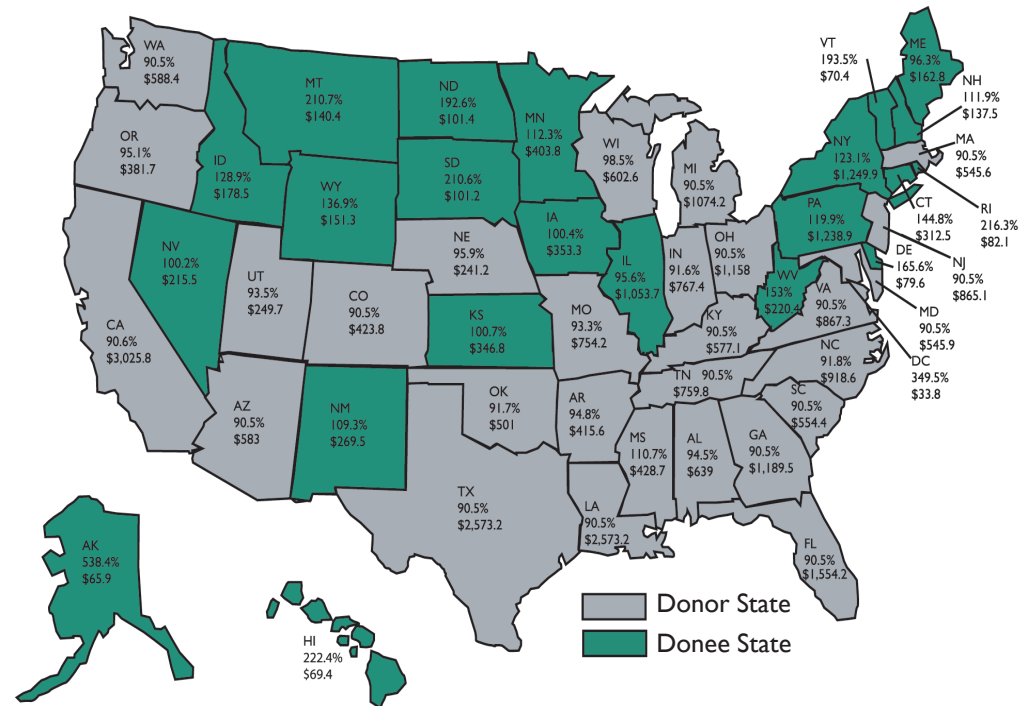 WA
90.5%
$588.4
OR
95.1%
$381.7
CA
90.6%
$3,025.8
ID
128.9%
$178.5
NV
100.2%
$215.5
MT
210.7%
$140.4
WY
136.9%
$151.3
UT
93.5%
$249.7
AZ
90.5%
$583
CO
90.5%
$423.8
NM
109.3%
$269.5
ND
192.6%
$101.4
SD
210.6%
$101.2
NE
95.9%
$241.2
KS
100.7%
$346.8
OK
91.7%
$501
TX
90.5%
$2,573.2
MN
112.3%
$403.8
IA
100.4%
$353.3
MO
93.3%
$754.2
AR
94.8%
$415.6
LA
90.5%
$2,573.2
WI
98.5%
$602.6
IL
95.6%
$1,053.7
MI
90.5%
$1074.2
IN
91.6%
$767.4
OH
90.5%
$1,158
KY
90.5%
$577.1
TN 90.5%
$759.8
MS
110.7%
$428.7
AL
94.5%
$639
GA
90.5%
$1,189.5
FL
90.5%
$1,554.2
SC
90.5%
$554.4
NC
91.8%
$918.6
VA
90.5%
$867.3
WV
153%
$220.4
PA
119.9%
$1,238.9
NY
123.1%
$1,249.9
VT
193.5%
$70.4
ME
96.3%
$162.8
NH
111.9%
$137.5
MA
90.5%
$545.6
RI
216.3%
$82.1
CT
144.8%
$312.5
NJ
90.5%
$865.1
DE
165.6%
$79.6
MD
90.5%
$545.9
DC
349.5%
$33.8
AK
538.4%
$65.9
HI
222.4%
$69.4
Donor State
Donee State